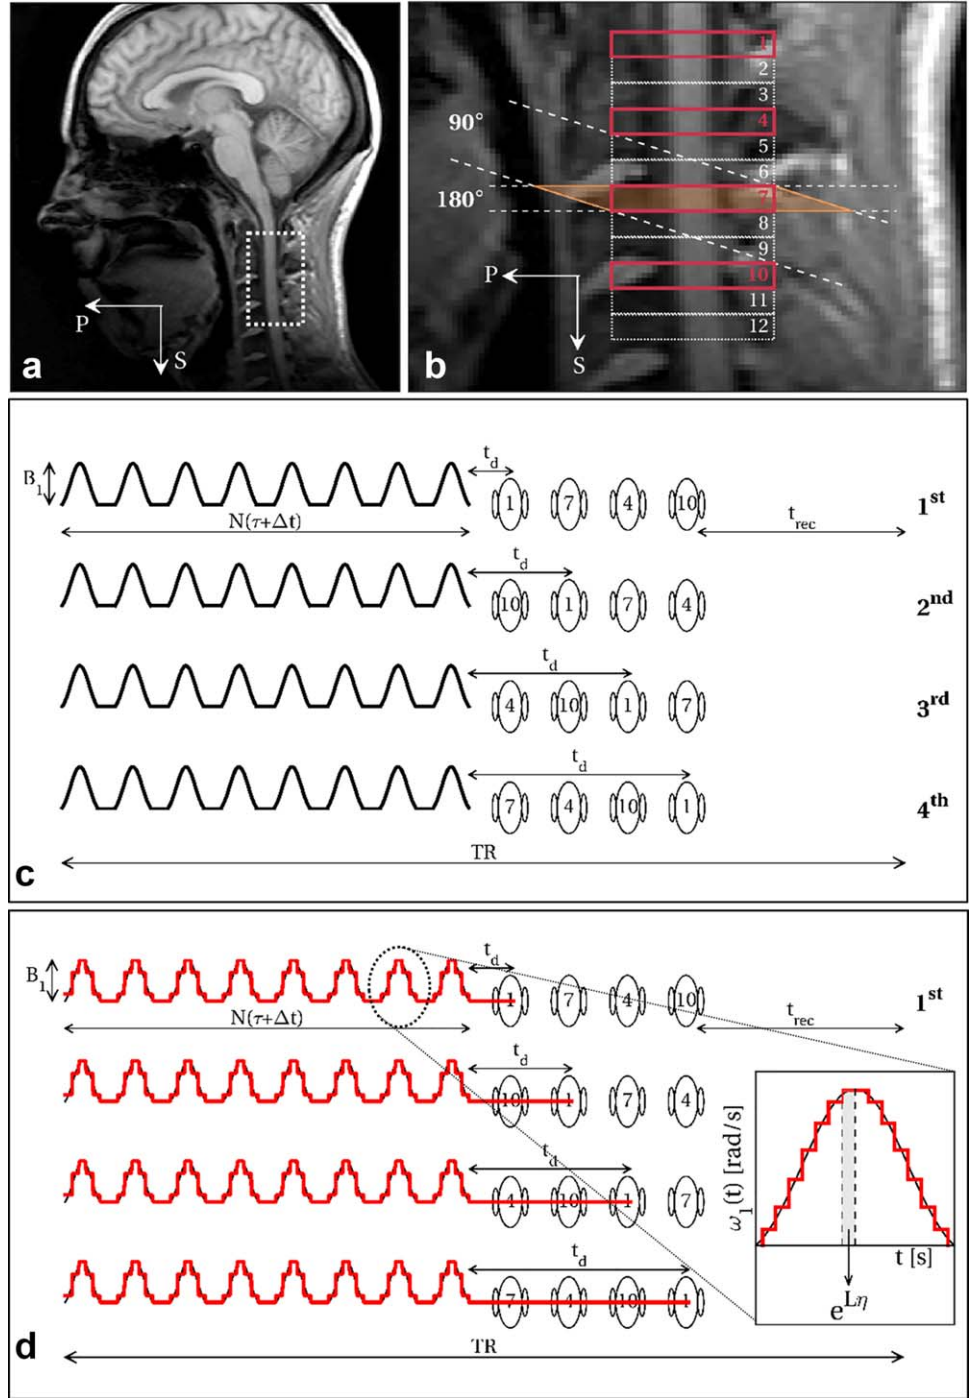 P
S
a
1
2
3
90°
4
5
6
180°
7
8
9
P
10
11
S
12
b
B1
td
1 7 4 10
1st
N(τ+Δt)
trec
td
10 1 7 4
2nd
td
4 10 1 7
3rd
td
7 4 10 1
4th
TR
c
B1
td
1 7 4 10
1st
N(τ+Δt)
trec
td
10 1 7 4
td
4 10 1 7
td
7 4 10 1
ω1(t) [rad/s]
t [s]
eLη
TR
d